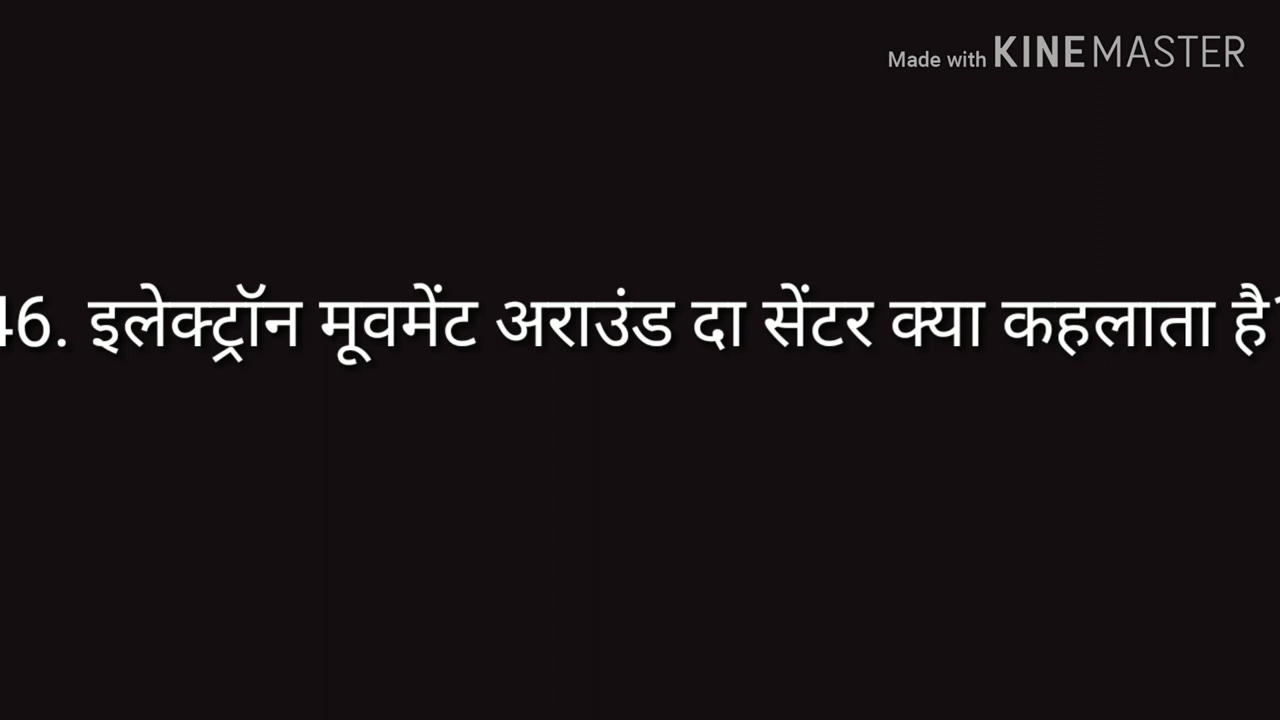 Made with KINEMASTER
46. इलेक्ट्रॉन मूवमेंट अराउंड दा सेंटर क्या कहलाता है?